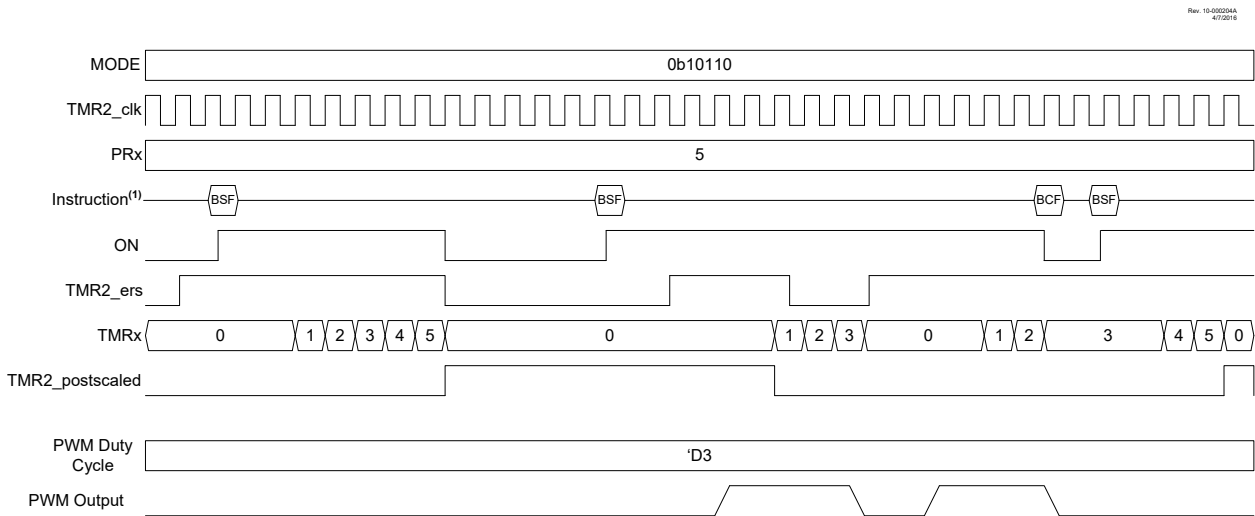 Rev. 10-000204A
4/7/2016
MODE 0b10110
TMR2_clk
PRx 5
Instruction(1) BSF BSF BCF BSF
ON
TMR2_ers
TMRx 0 1 2 3 4 5 0 1 2 3 0 1 2 3 4 5 0
TMR2_postscaled
PWM Duty
Cycle
‘D3
PWM Output